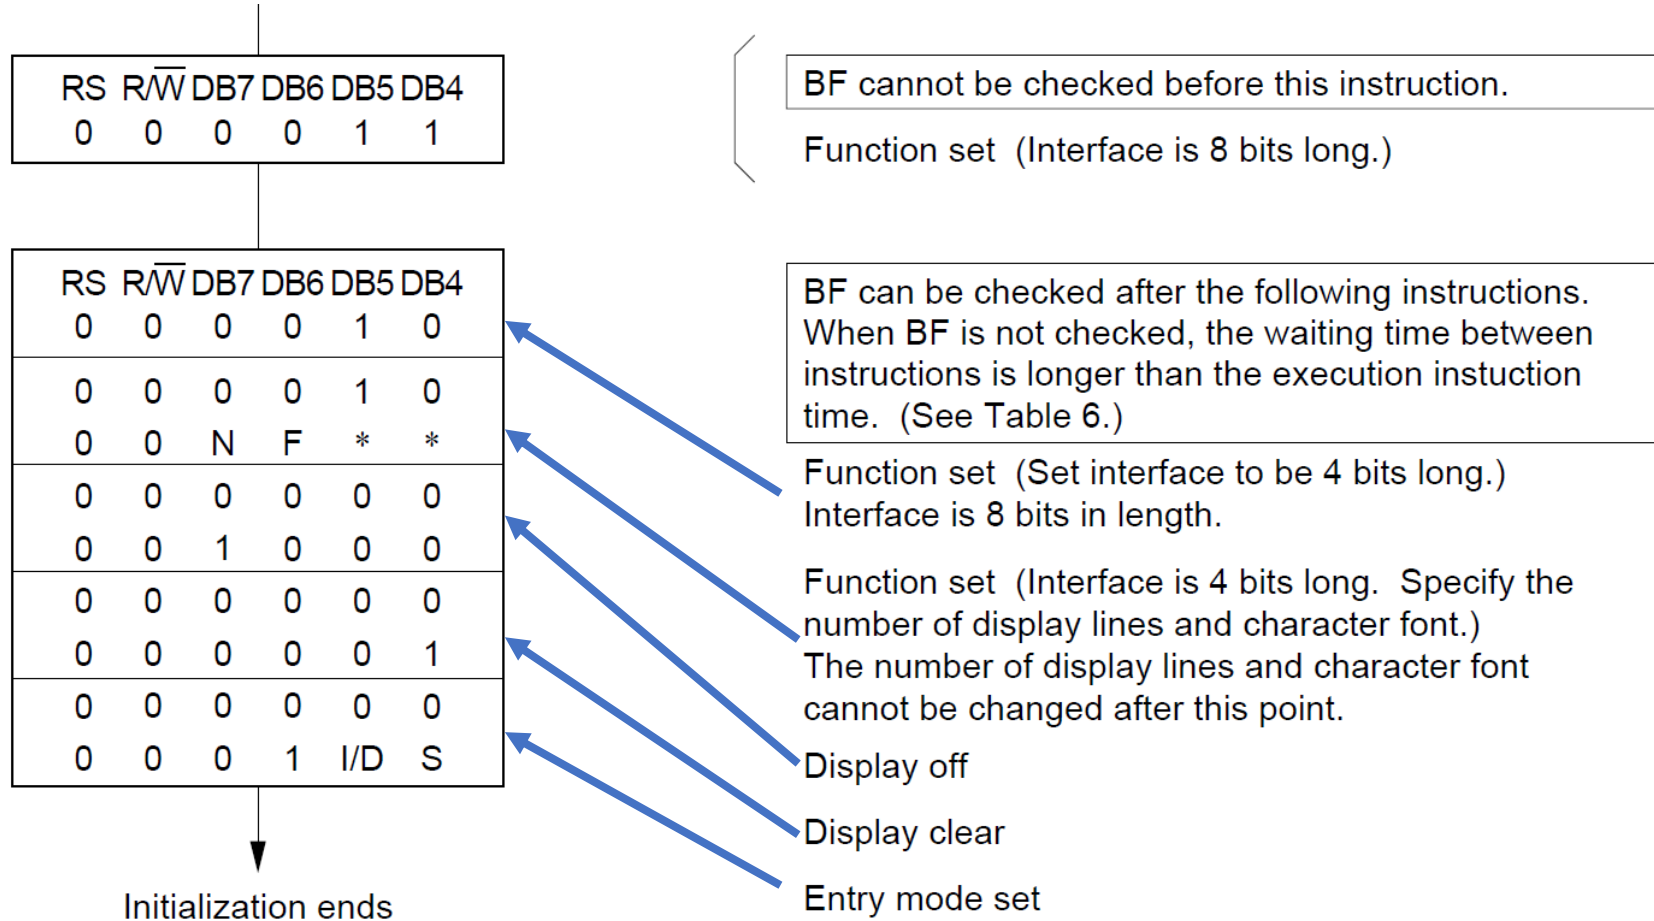 RS R/W̅ DB7 DB6 DB5 DB4
0 0 0 0 1 1
BF cannot be checked before this instruction.
Function set (Interface is 8 bits long.)
RS R/W̅ DB7 DB6 DB5 DB4
0 0 0 0 1 0
0 0 0 0 1 0
0 0 N F * *
0 0 0 0 0 0
0 0 1 0 0 0
0 0 0 0 0 0
0 0 0 0 0 1
0 0 0 0 0 0
0 0 0 1 I/D S
Initialization ends
BF can be checked after the following instructions.
When BF is not checked, the waiting time between
instructions is longer than the execution instuction
time. (See Table 6.)
Function set (Set interface to be 4 bits long.)
Interface is 8 bits in length.
Function set (Interface is 4 bits long. Specify the
number of display lines and character font.)
The number of display lines and character font
cannot be changed after this point.
Display off
Display clear
Entry mode set